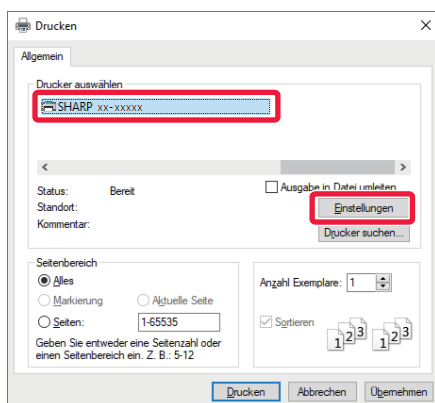 Drucken
Allgemein
Drucker auswählen
SHARP xx-xxxxx
Status: Bereit
Ausgabe in Datei umleiten
Standort:
Einstellungen
Kommentar:
Drucker suchen...
Seitenbereich
Alles
Markierung Aktuelle Seite
Seiten: 1-65535
Geben Sie entweder eine Seitenzahl oder
einen Seitenbereich ein. Z. B.: 5-12
Anzahl Exemplare: 1
Sortieren
1 2 3 1 2 3
Drucken Abbrechen Übernehmen